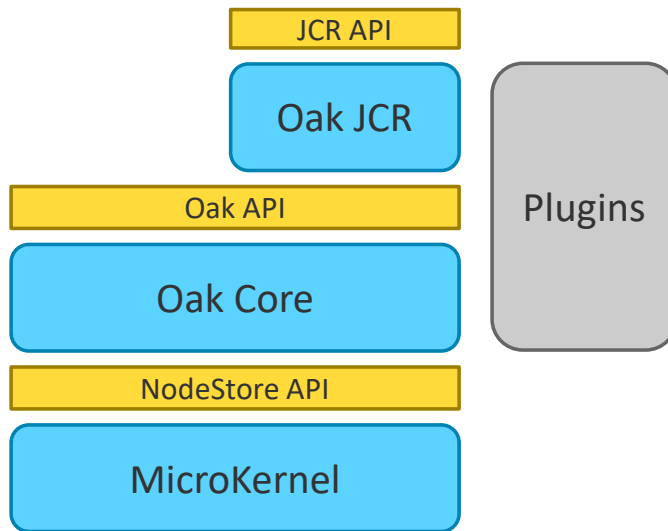 JCR API
Oak JCR
Plugins
Oak API
Oak Core
NodeStore API
MicroKernel